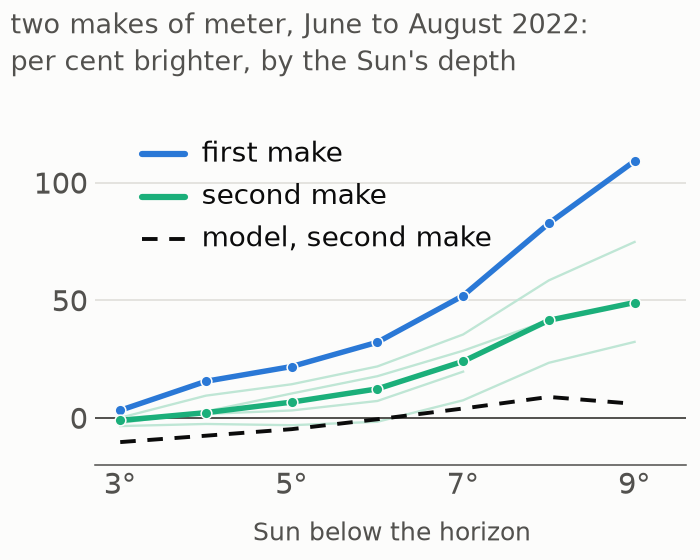 two makes of meter, June to August 2022:
per cent brighter, by the Sun's depth
first make
second make
model, second make
100
50
0
3°
5°
7°
9°
Sun below the horizon